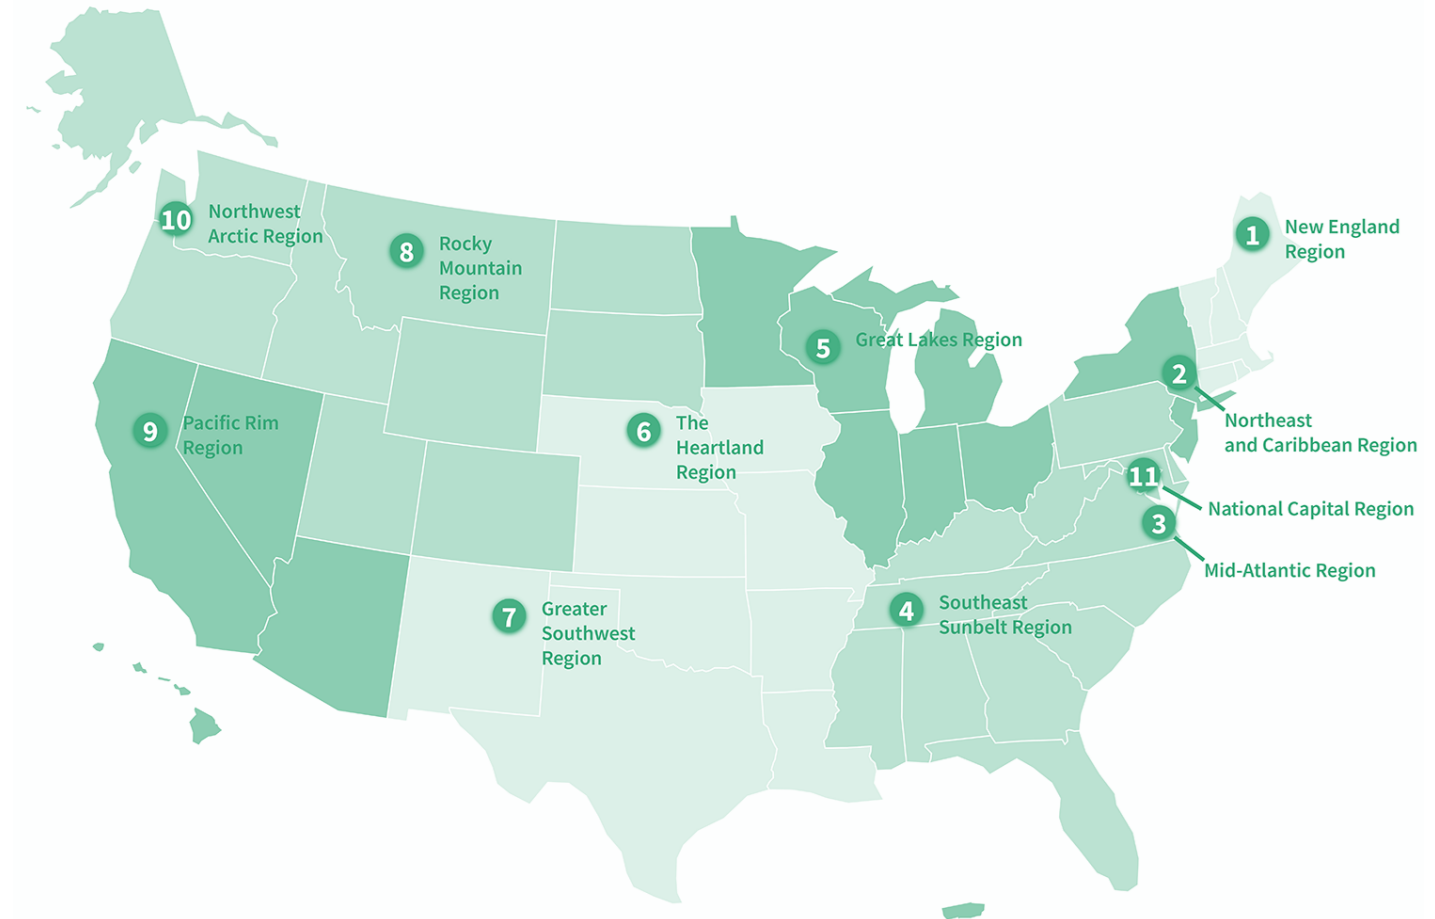 10
Northwest
Arctic Region
8
Rocky
Mountain
Region
1
New England
Region
5
Great Lakes Region
2
Northeast
and Caribbean Region
9
Pacific Rim
Region
6
The
Heartland
Region
11
National Capital Region
3
Mid-Atlantic Region
7
Greater
Southwest
Region
4
Southeast
Sunbelt Region